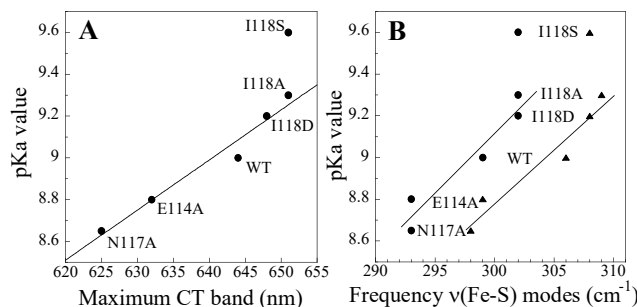 A
I118S
I118A
I118D
WT
E114A
N117A
pKa value
9.6
9.4
9.2
9
8.8
8.6
620 625 630 635 640 645 650 655
Maximum CT band (nm)
B
I118S
I118A
I118D
WT
E114A
N117A
pKa value
9.6
9.4
9.2
9
8.8
8.6
290 295 300 305 310
Frequency ν(Fe-S) modes (cm⁻¹)